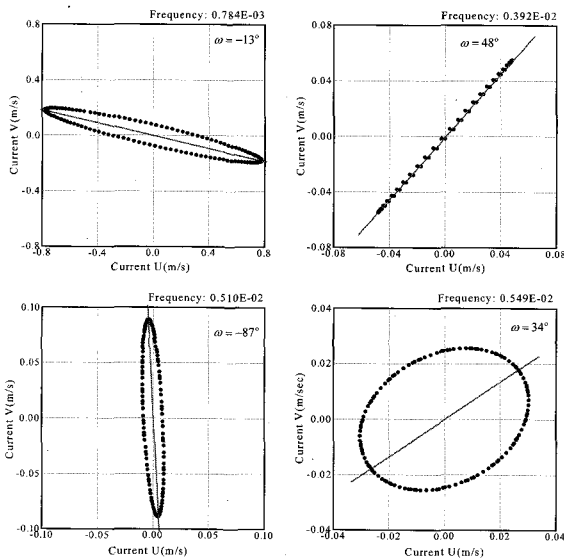 Frequency: 0.784E-03
ω = −13°
0.8
0.4
0.0
-0.4
-0.8
Current V(m/s)
-0.8 -0.4 0.0 0.4 0.8
Current U(m/s)
Frequency: 0.392E-02
ω = 48°
0.08
0.04
0.00
-0.04
-0.08
Current V(m/s)
-0.08 -0.04 0.00 0.04 0.08
Current U(m/s)
Frequency: 0.510E-02
ω = −87°
0.10
0.05
0.00
-0.05
-0.10
Current V(m/s)
-0.10 -0.05 0.00 0.05 0.10
Current U(m/s)
Frequency: 0.549E-02
ω = 34°
0.04
0.02
0.00
-0.02
-0.04
Current V(m/sec)
-0.04 -0.02 0.00 0.02 0.04
Current U(m/s)